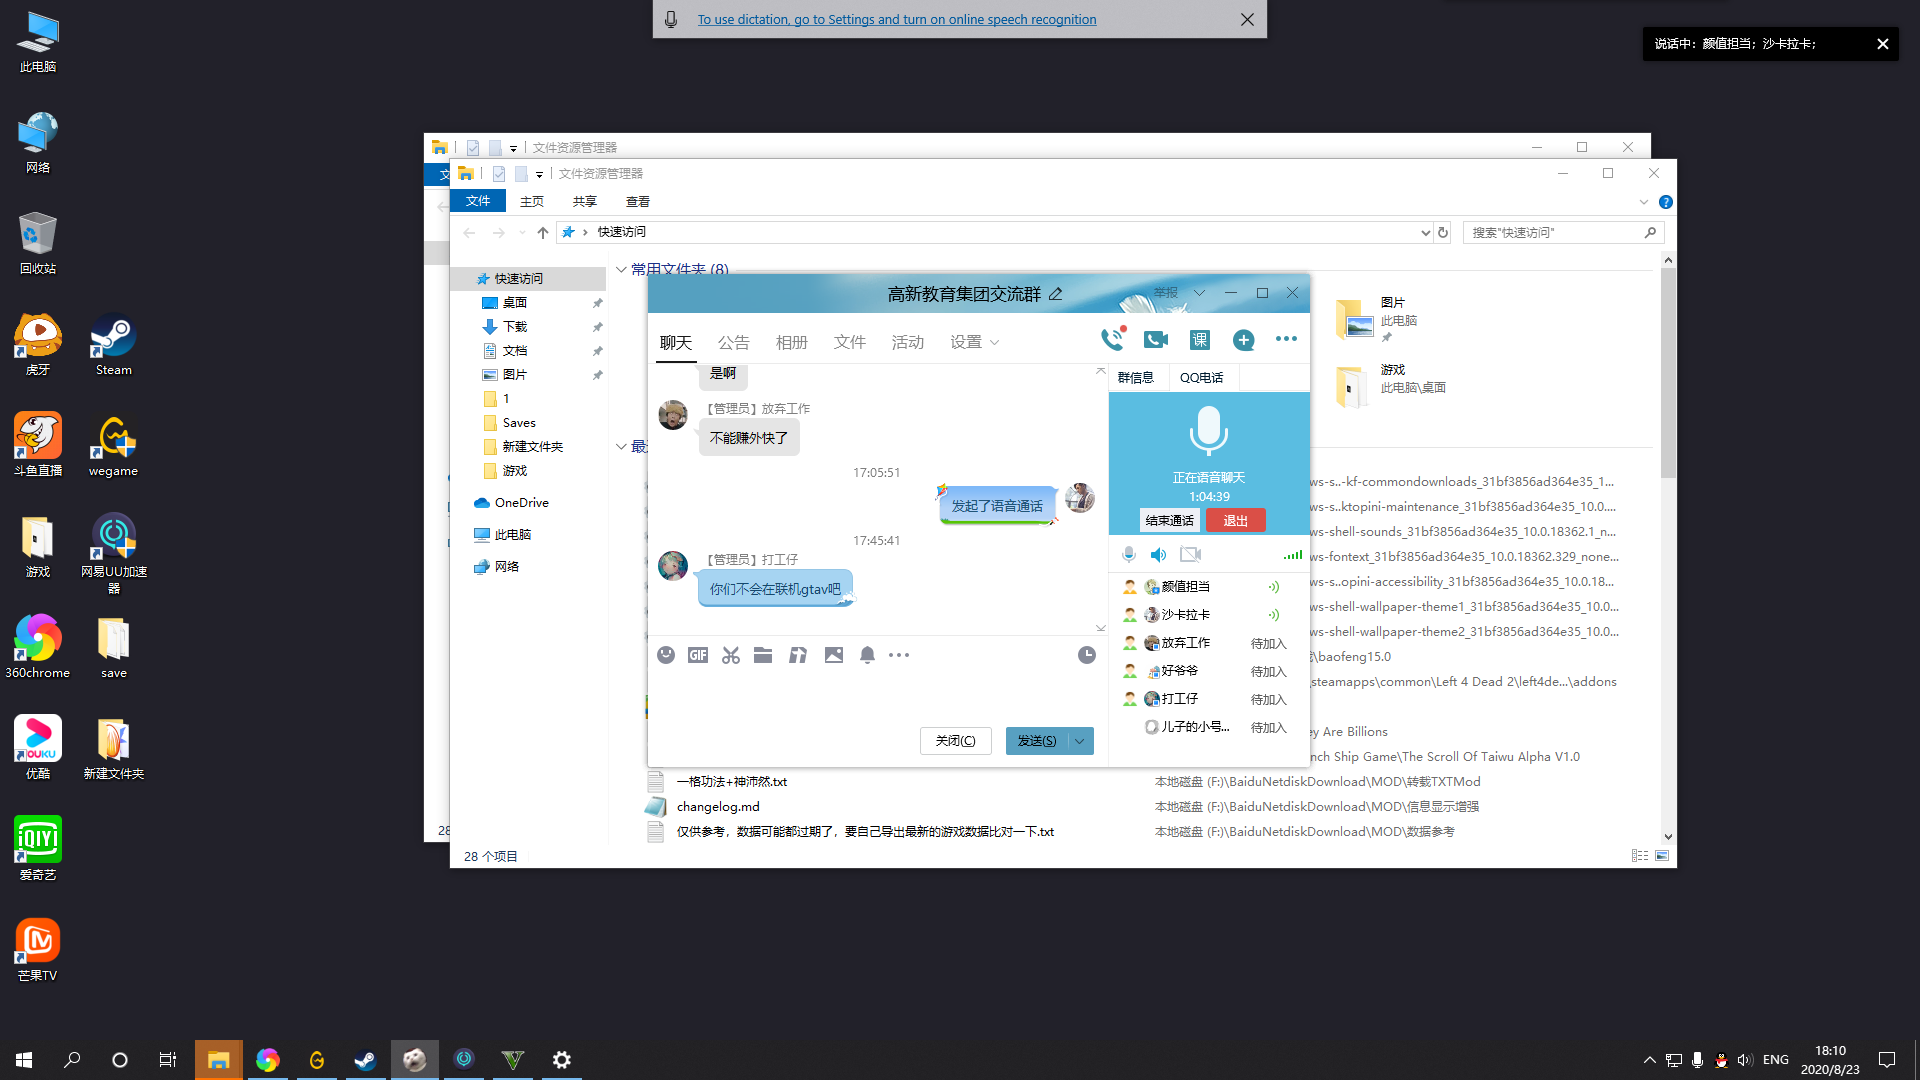 To use dictation, go to Settings and turn on online speech recognition
说话中：颜值担当；沙卡拉卡；
此电脑
网络
回收站
虎牙
Steam
斗鱼直播
wegame
游戏
网易UU加速器
360chrome
save
YOUKU
优酷
新建文件夹
iQIYI
爱奇艺
芒果TV
文件资源管理器
文件资源管理器
文件
主页
共享
查看
快速访问
搜索"快速访问"
快速访问
桌面
下载
文档
图片
1
Saves
新建文件夹
游戏
OneDrive
此电脑
网络
常用文件夹 (8)
图片
此电脑
游戏
此电脑\桌面
高新教育集团交流群
举报
聊天
公告
相册
文件
活动
设置
课
是啊
【管理员】放弃工作
不能赚外快了
17:05:51
发起了语音通话
17:45:41
【管理员】打工仔
你们不会在联机gtav吧
GIF
关闭(C)
发送(S)
群信息
QQ电话
正在语音聊天
1:04:39
结束通话
退出
颜值担当
沙卡拉卡
放弃工作 待加入
好爷爷 待加入
打工仔 待加入
儿子的小号... 待加入
ws-s..-kf-commondownloads_31bf3856ad364e35_1...
ws-s..ktopini-maintenance_31bf3856ad364e35_10.0....
ws-shell-sounds_31bf3856ad364e35_10.0.18362.1_n...
ws-fontext_31bf3856ad364e35_10.0.18362.329_none...
ws-s..opini-accessibility_31bf3856ad364e35_10.0.18...
ws-shell-wallpaper-theme1_31bf3856ad364e35_10.0...
ws-shell-wallpaper-theme2_31bf3856ad364e35_10.0...
\baofeng15.0
steamapps\common\Left 4 Dead 2\left4de...\addons
ey Are Billions
nch Ship Game\The Scroll Of Taiwu Alpha V1.0
一格功法+神沛然.txt 本地磁盘 (F:)\BaiduNetdiskDownload\MOD\转载TXTMod
changelog.md 本地磁盘 (F:)\BaiduNetdiskDownload\MOD\信息显示增强
仅供参考，数据可能都过期了，要自己导出最新的游戏数据比对一下.txt 本地磁盘 (F:)\BaiduNetdiskDownload\MOD\数据参考
28
28 个项目
ENG
18:10
2020/8/23